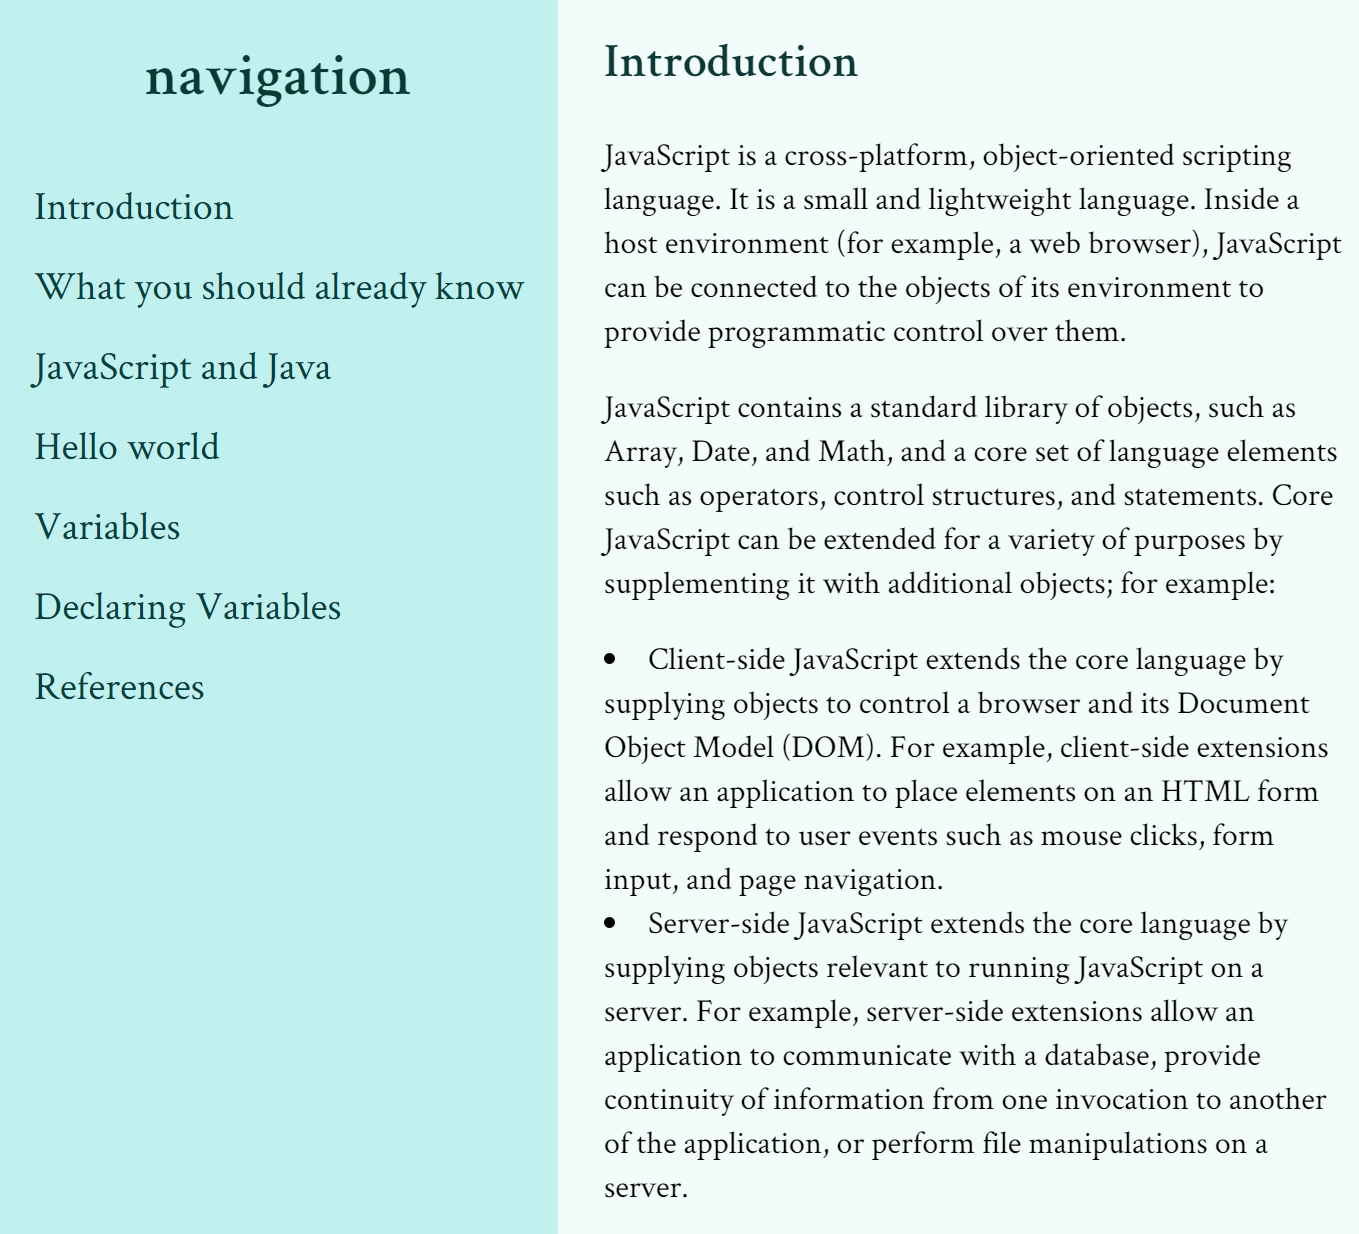 navigation
Introduction
What you should already know
JavaScript and Java
Hello world
Variables
Declaring Variables
References
Introduction
JavaScript is a cross-platform, object-oriented scripting
language. It is a small and lightweight language. Inside a
host environment (for example, a web browser), JavaScript
can be connected to the objects of its environment to
provide programmatic control over them.
JavaScript contains a standard library of objects, such as
Array, Date, and Math, and a core set of language elements
such as operators, control structures, and statements. Core
JavaScript can be extended for a variety of purposes by
supplementing it with additional objects; for example:
• Client-side JavaScript extends the core language by
supplying objects to control a browser and its Document
Object Model (DOM). For example, client-side extensions
allow an application to place elements on an HTML form
and respond to user events such as mouse clicks, form
input, and page navigation.
• Server-side JavaScript extends the core language by
supplying objects relevant to running JavaScript on a
server. For example, server-side extensions allow an
application to communicate with a database, provide
continuity of information from one invocation to another
of the application, or perform file manipulations on a
server.